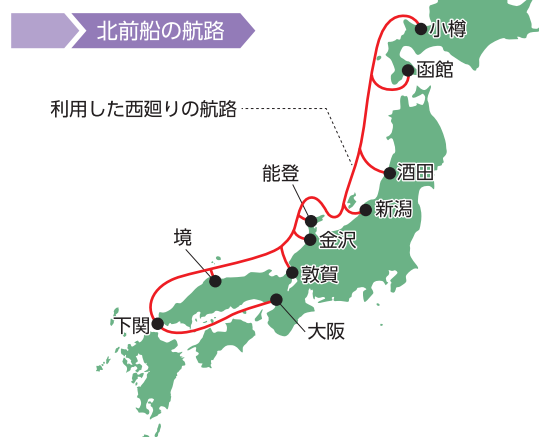 北前船の航路
小樽
函館
利用した西廻りの航路
酒田
能登
新潟
金沢
境
敦賀
下関
大阪